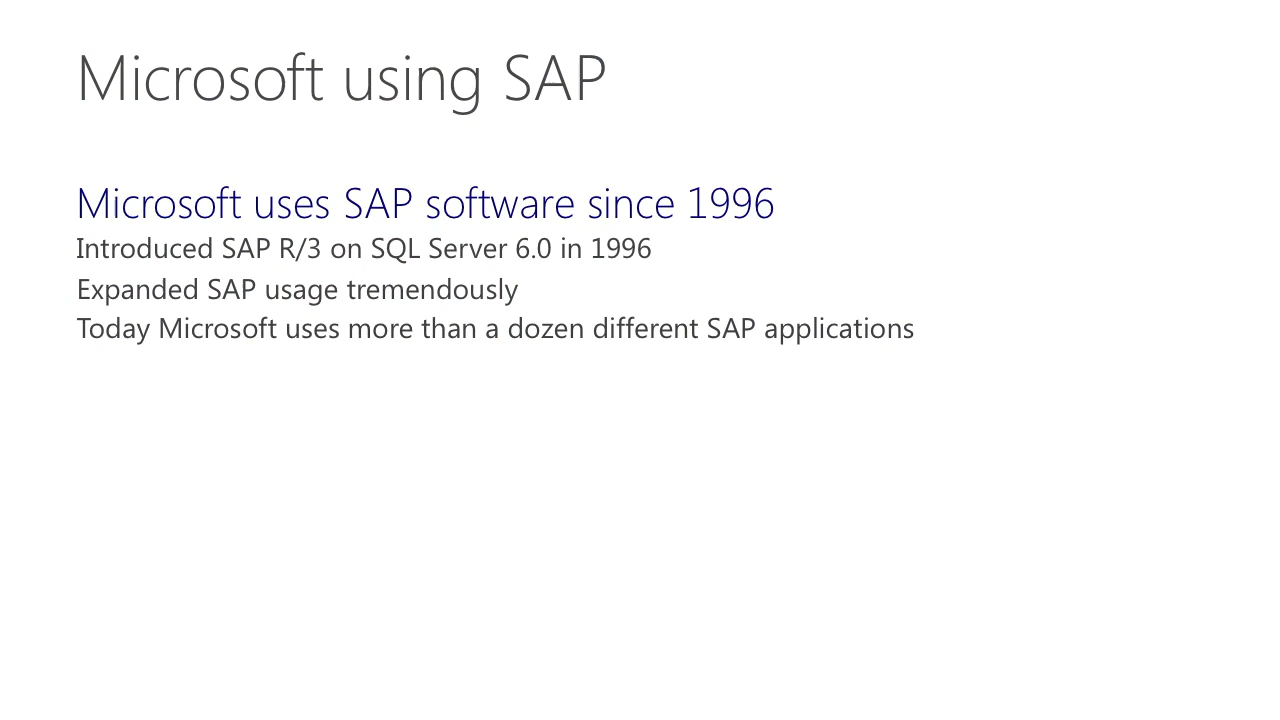 Microsoft using SAP
Microsoft uses SAP software since 1996
Introduced SAP R/3 on SQL Server 6.0 in 1996
Expanded SAP usage tremendously
Today Microsoft uses more than a dozen different SAP applications